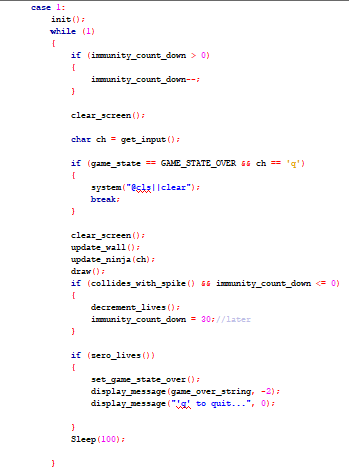 case 1:
init();
while (1)
{
if (immunity_count_down > 0)
{
immunity_count_down--;
}
clear_screen();
char ch = get_input();
if (game_state == GAME_STATE_OVER && ch == 'q')
{
system("@cls||clear");
break;
}
clear_screen();
update_wall();
update_ninja(ch);
draw();
if (collides_with_spike() && immunity_count_down <= 0)
{
decrement_lives();
immunity_count_down = 30;//later
}
if (zero_lives())
{
set_game_state_over();
display_message(game_over_string, -2);
display_message("'q' to quit...", 0);
}
Sleep(100);
}